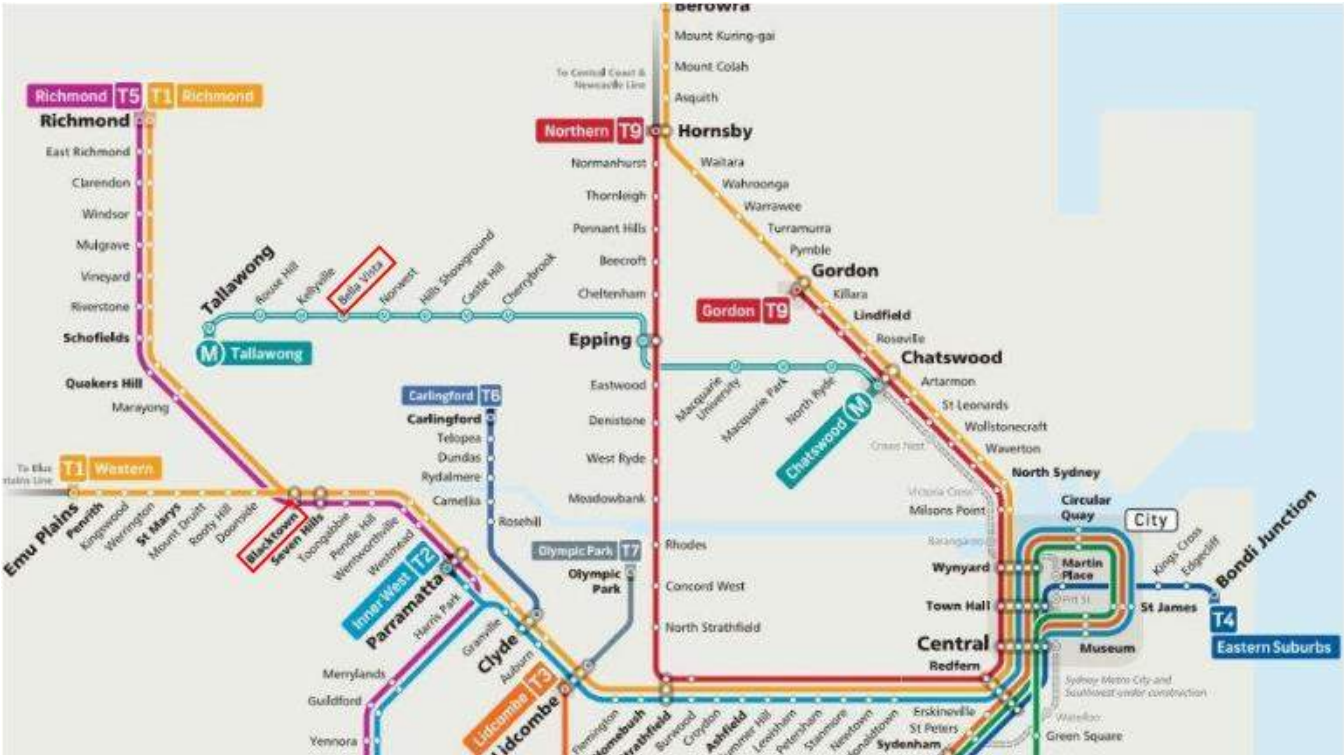 Berowra
Mount Kuring-gai
Mount Colah
To Central Coast &
Newcastle Line
Asquith
Richmond T5 T1 Richmond
Richmond
Northern T9 Hornsby
East Richmond
Clarendon
Windsor
Mulgrave
Vineyard
Riverstone
Schofields
Quakers Hill
Marayong
Normanhurst
Thornleigh
Pennant Hills
Beecroft
Cheltenham
Epping
Waitara
Wahroonga
Warrawee
Turramurra
Pymble
Gordon
Gordon T9
Killara
Lindfield
Roseville
Chatswood
Artarmon
St Leonards
Wollstonecraft
Waverton
North Sydney
Tallawong
Rouse Hill
Kellyville
Bella Vista
Norwest
Hills Showground
Castle Hill
Cherrybrook
M Tallawong
Macquarie
University
Macquarie Park
North Ryde
Chatswood M
Crows Nest
Victoria Cross
Milsons Point
Barangaroo
Eastwood
Denistone
West Ryde
Meadowbank
Rhodes
Concord West
North Strathfield
Carlingford T6
Carlingford
Telopea
Dundas
Rydalmere
Camellia
Rosehill
Olympic Park T7
Olympic
Park
To Blue
T1 Western
Emu Plains
Penrith
Kingswood
Werrington
St Marys
Mount Druitt
Rooty Hill
Doonside
Blacktown
Seven Hills
Toongabbie
Pendle Hill
Wentworthville
Westmead
Inner West T2
Parramatta
Harris Park
Merrylands
Guildford
Yennora
Granville
Clyde
Auburn
Lidcombe T3
Lidcombe
Flemington
Homebush
Strathfield
Burwood
Croydon
Ashfield
Summer Hill
Lewisham
Petersham
Stanmore
Newtown
Macdonaldtown
Circular
Quay
City
Wynyard
Martin
Place
Town Hall
Pitt St
St James
Central
Museum
Redfern
Kings Cross
Edgecliff
Bondi Junction
T4
Eastern Suburbs
Sydney Metro City and
Southwest under construction
Erskineville
St Peters
Sydenham
Waterloo
Green Square